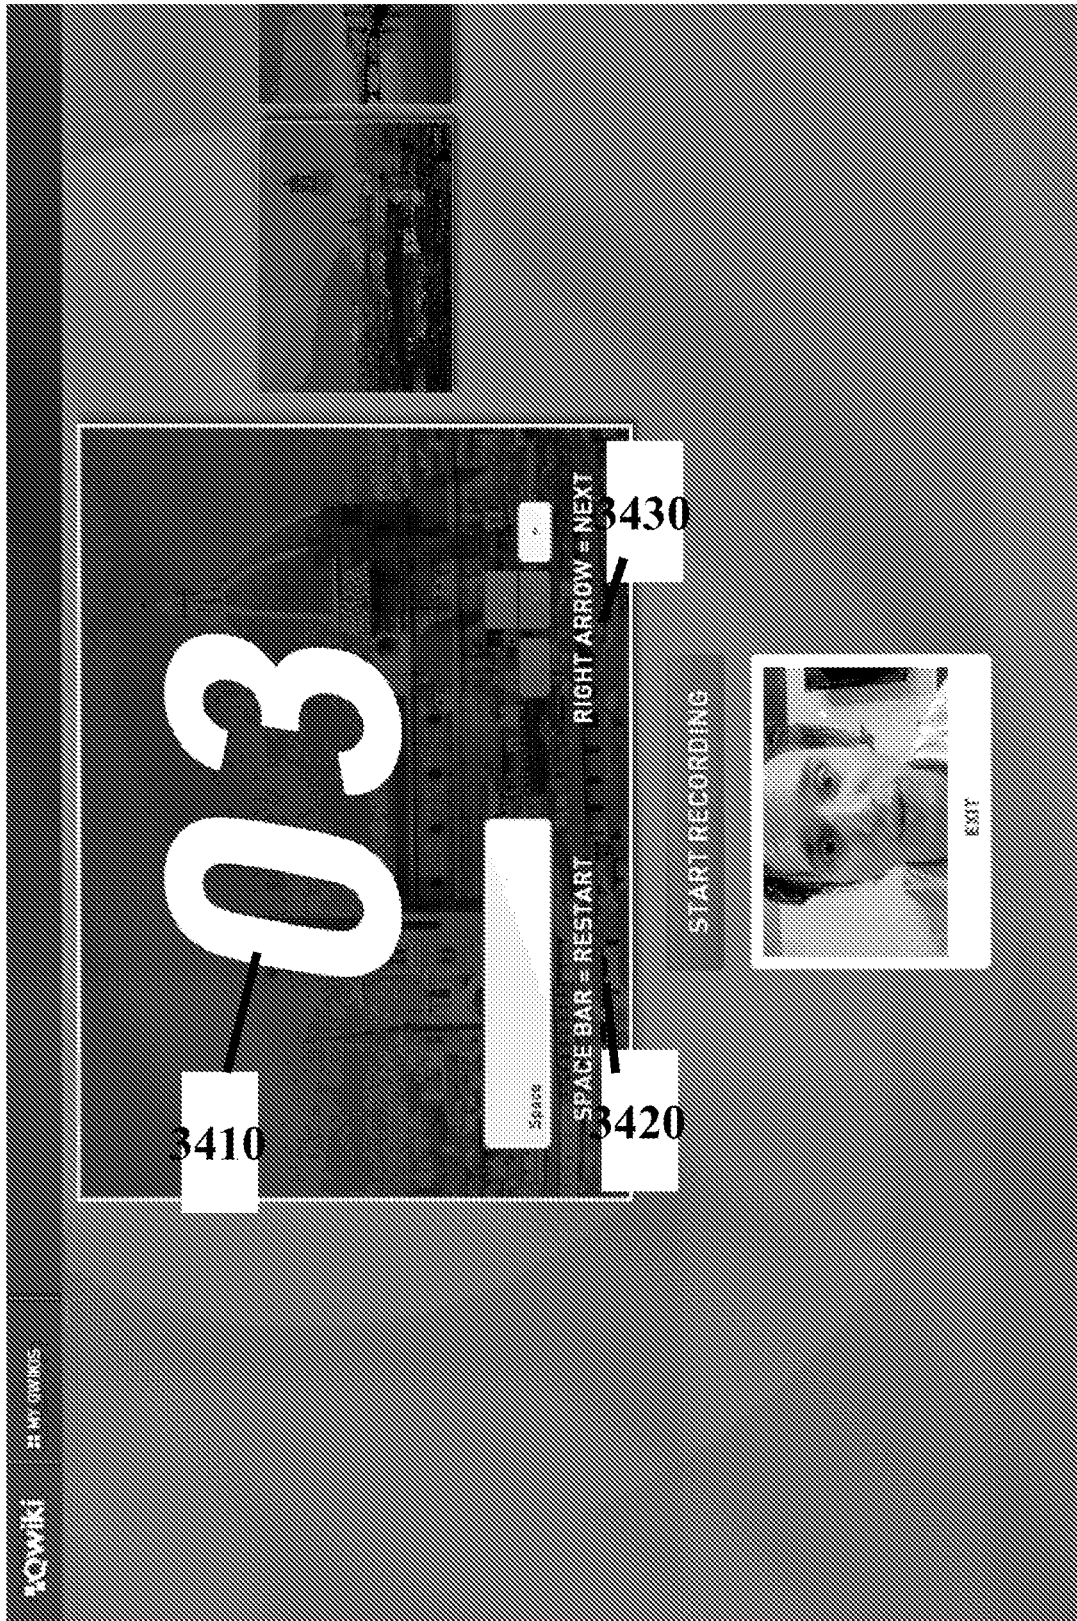 Qwiki
MY QWIKIS
03
3410
Space
SPACE BAR = RESTART
RIGHT ARROW = NEXT
3420
3430
START RECORDING
EXIT